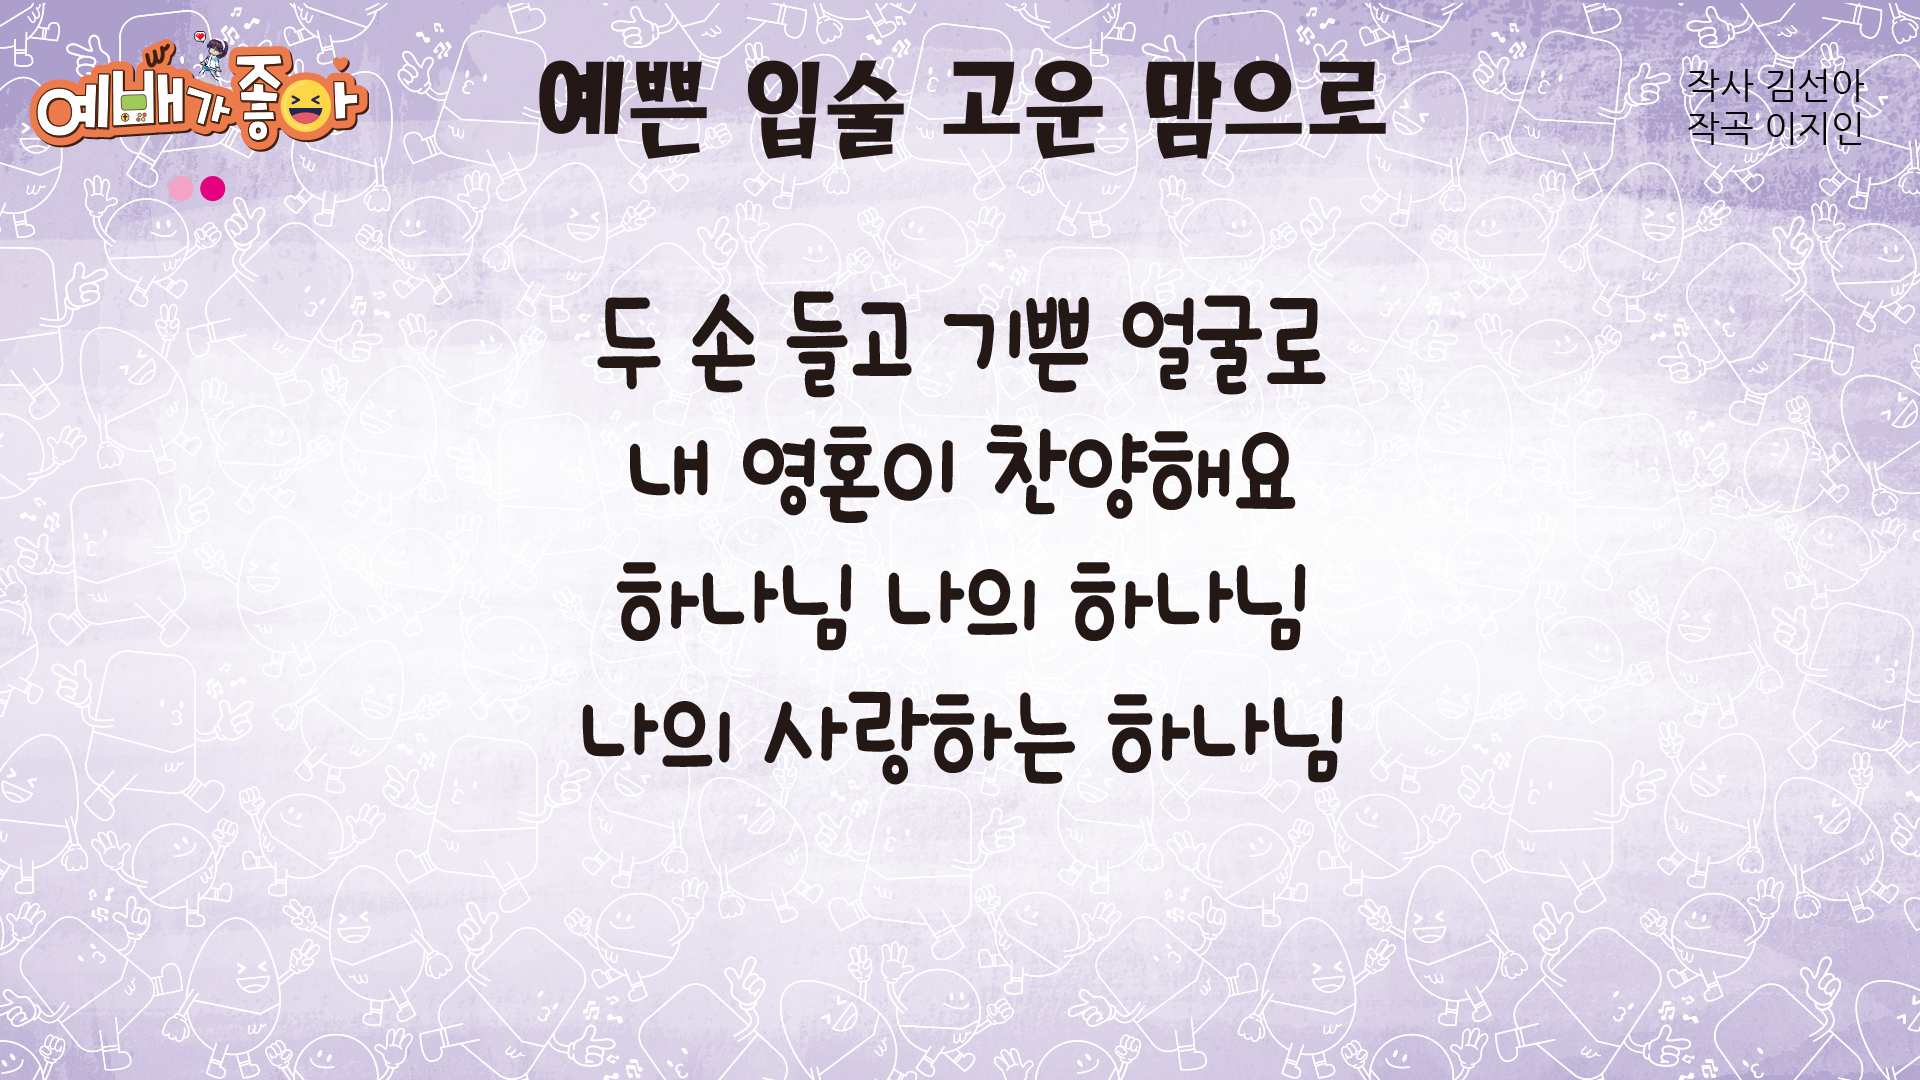 예배가 좋아
예쁜 입술 고운 맘으로
작사 김선아
작곡 이지인
두 손 들고 기쁜 얼굴로
내 영혼이 찬양해요
하나님 나의 하나님
나의 사랑하는 하나님